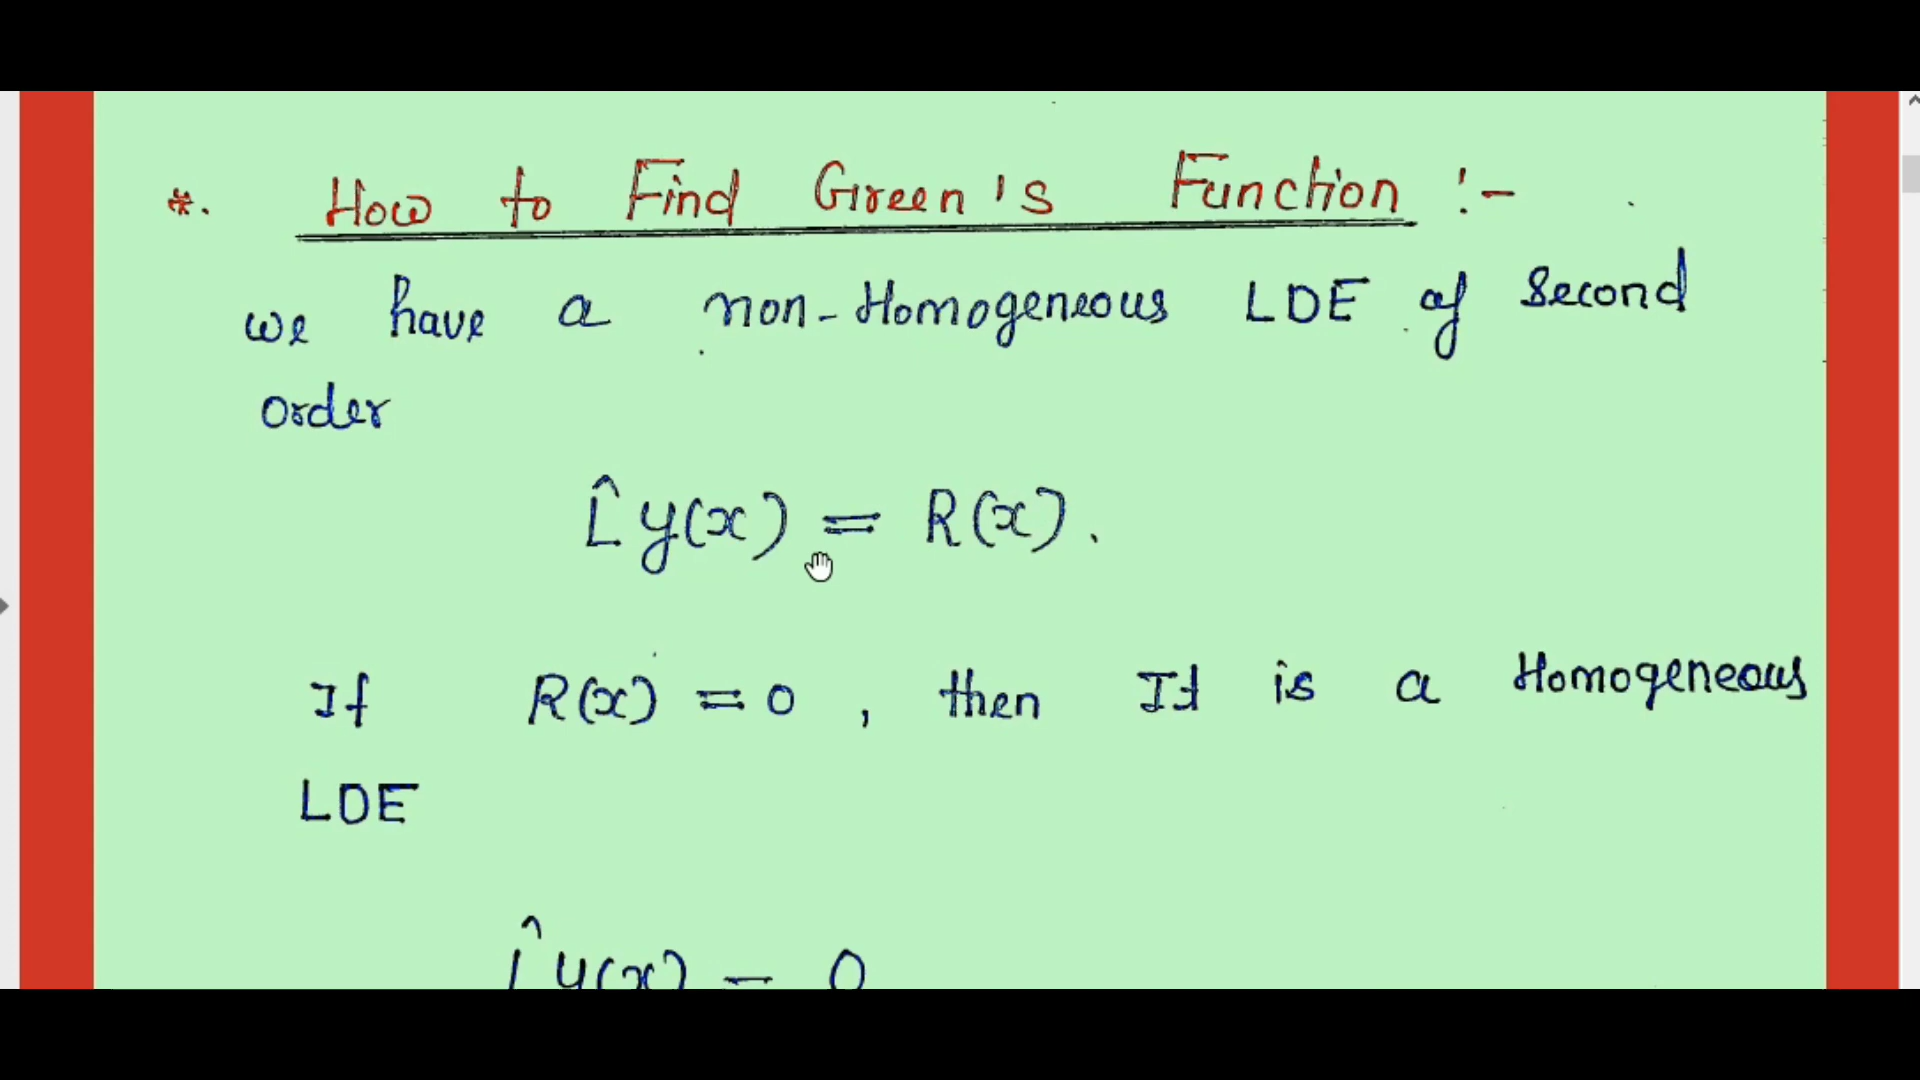 *. How to Find Green's Function :-
we have a non-Homogeneous LDE of Second
order
L̂ y(x) = R(x).
If R(x) = 0 , then It is a Homogeneous
LDE
L̂ y(x) = 0